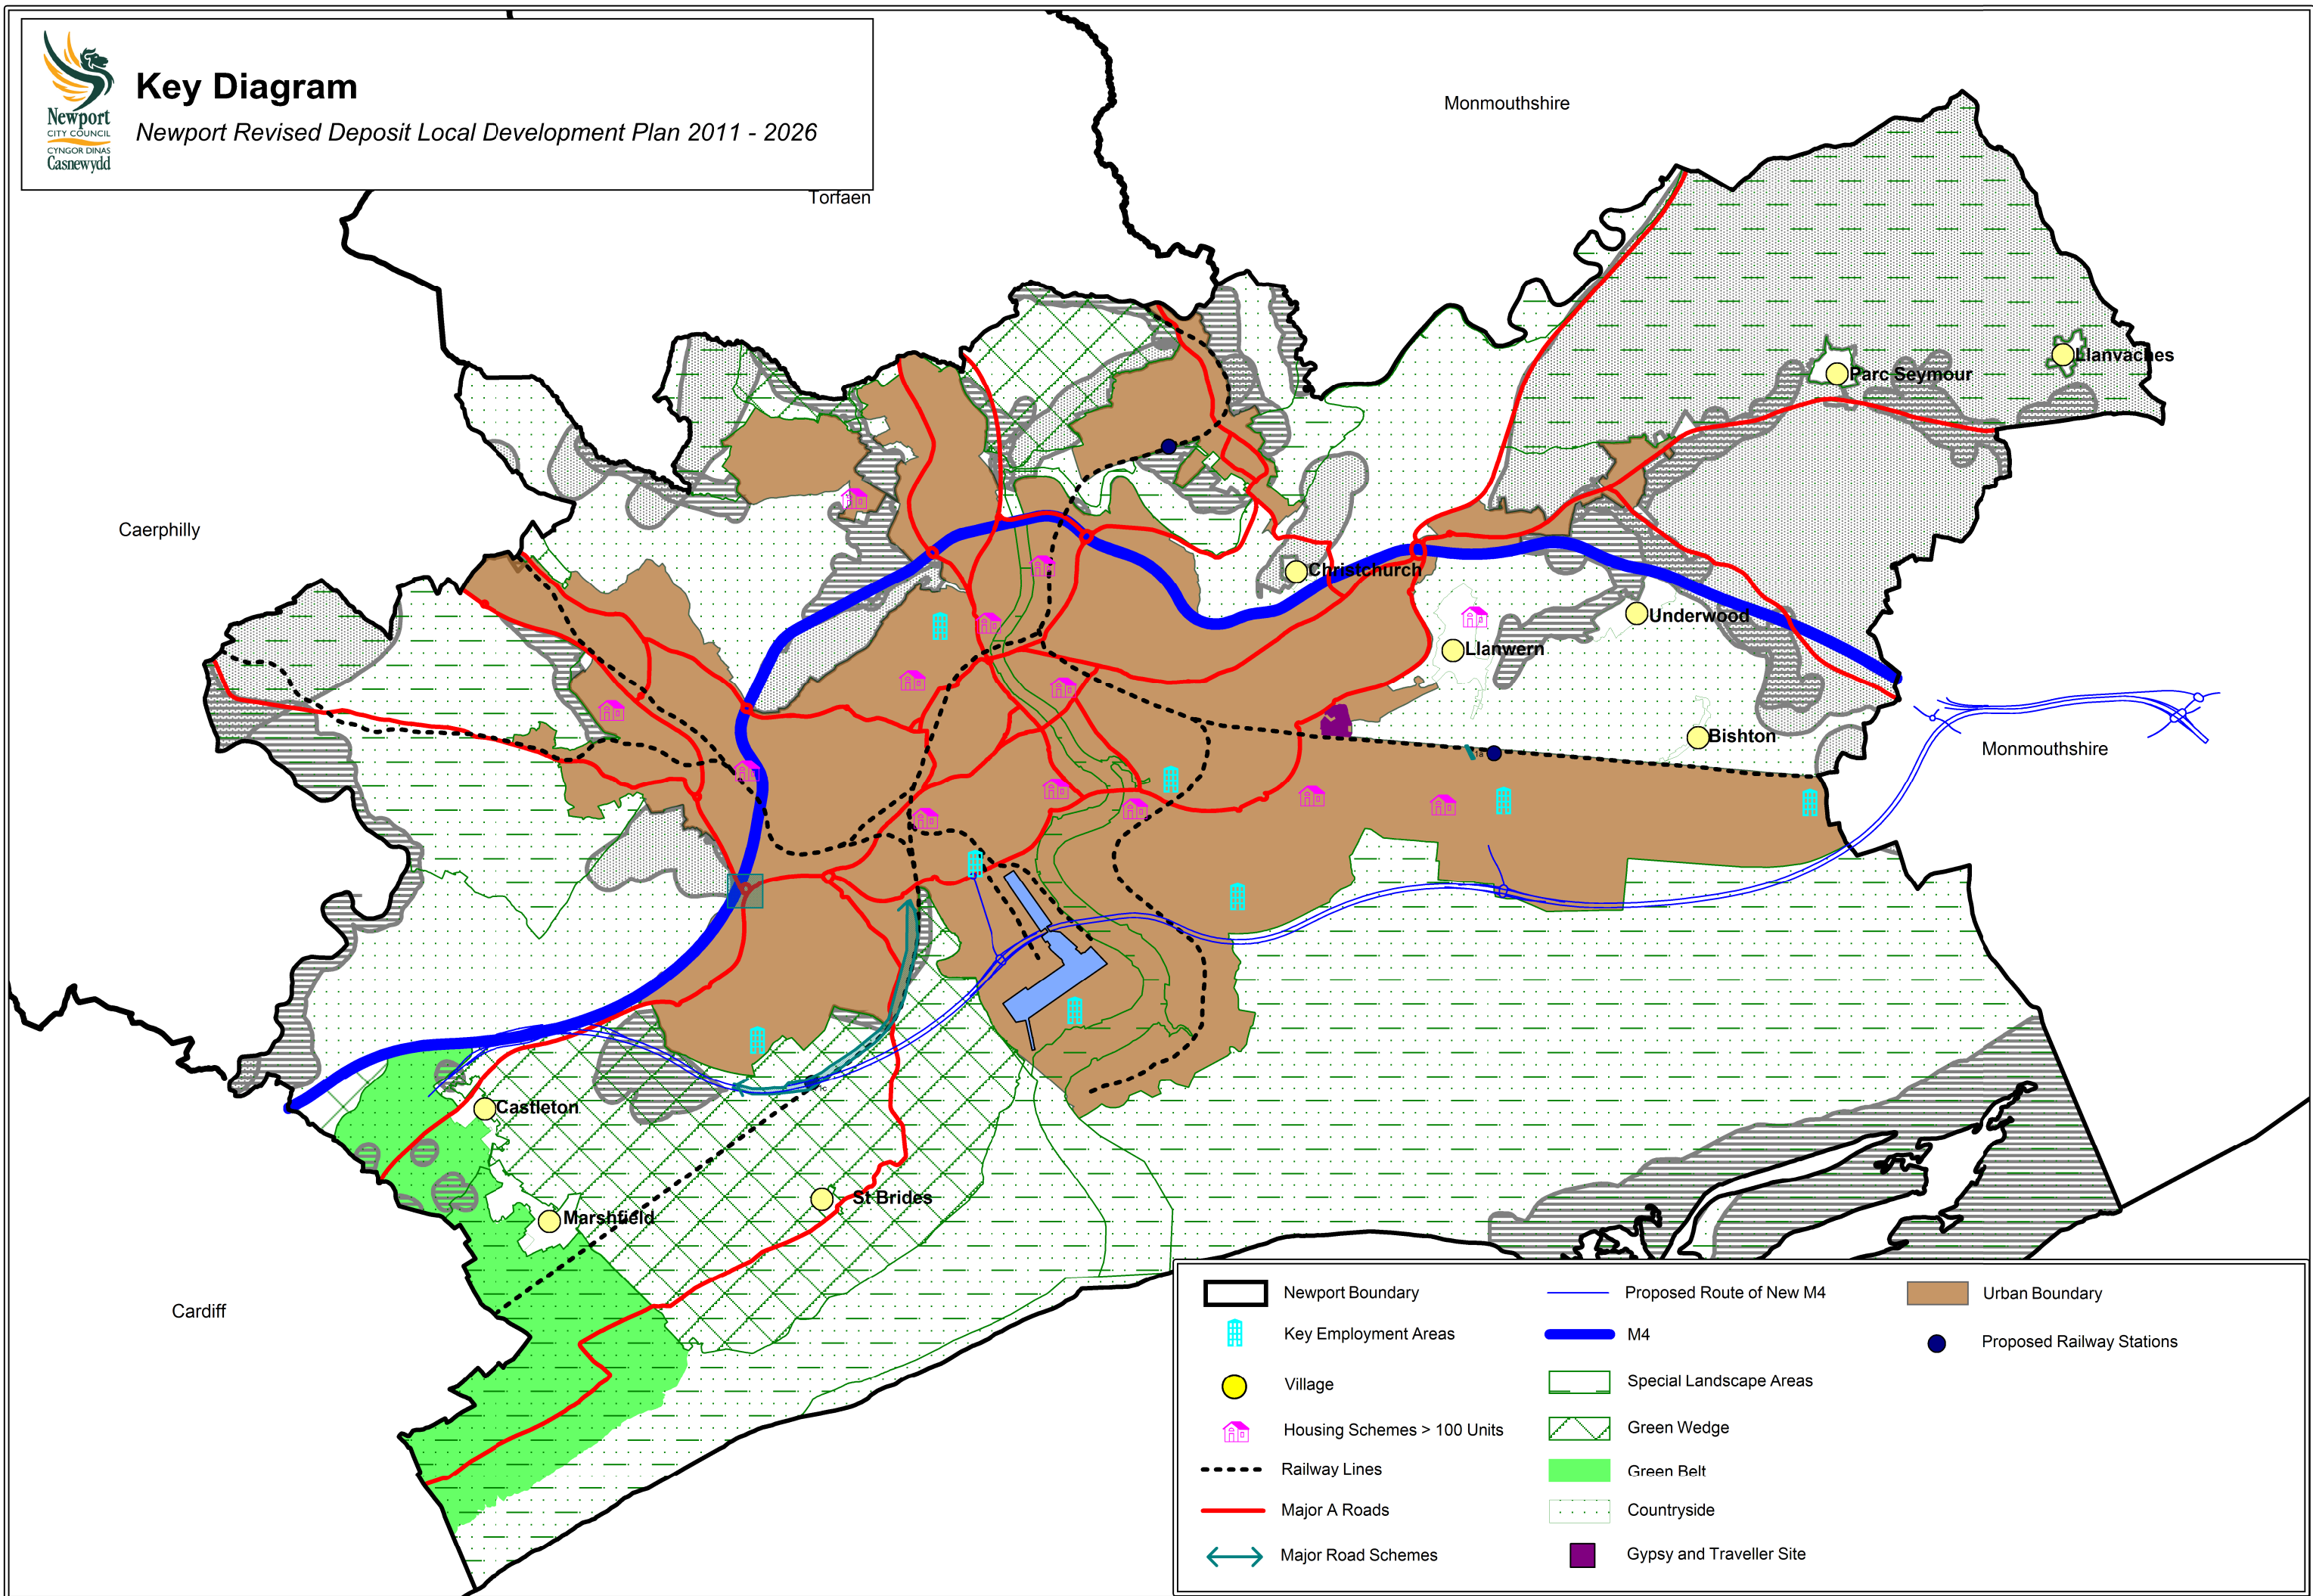 Newport
CITY COUNCIL
CYNGOR DINAS
Casnewydd
Key Diagram
Newport Revised Deposit Local Development Plan 2011 - 2026
Torfaen
Monmouthshire
Caerphilly
Llanvaches
Parc Seymour
Christchurch
Underwood
Llanwern
Bishton
Monmouthshire
Castleton
St Brides
Marshfield
Cardiff
Newport Boundary
Key Employment Areas
Village
Housing Schemes > 100 Units
Railway Lines
Major A Roads
Major Road Schemes
Proposed Route of New M4
M4
Special Landscape Areas
Green Wedge
Green Belt
Countryside
Gypsy and Traveller Site
Urban Boundary
Proposed Railway Stations